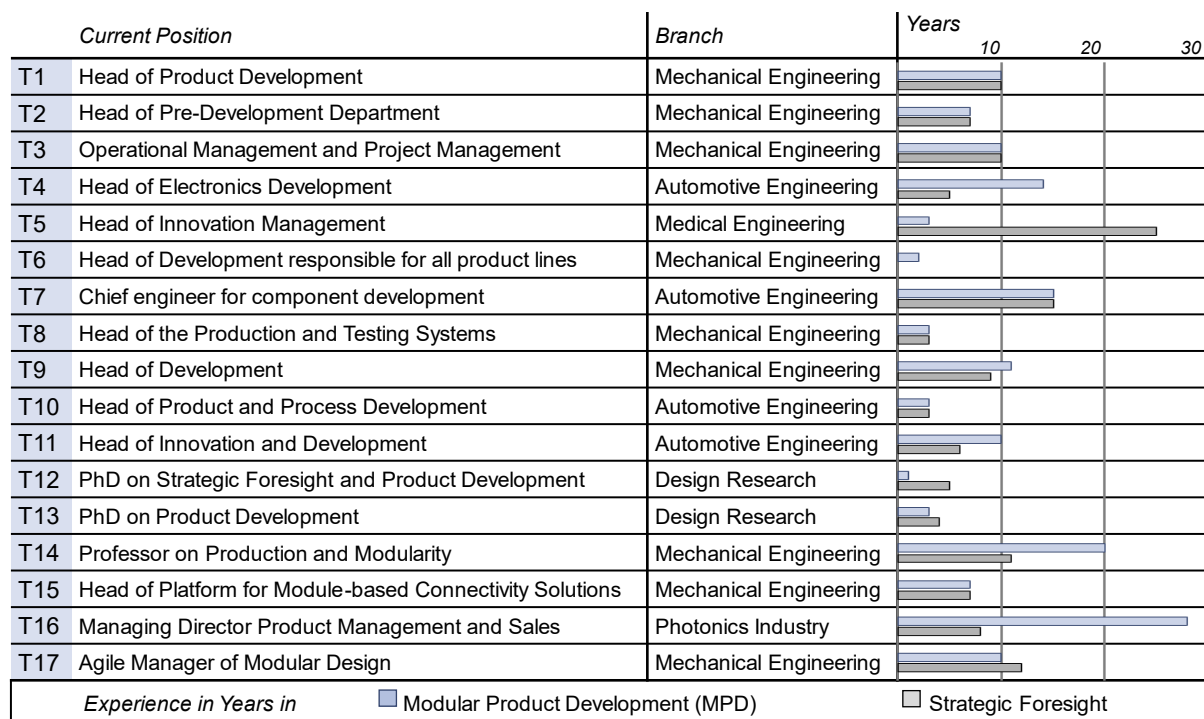 Current Position Branch Years
10 20 30
T1 Head of Product Development Mechanical Engineering
T2 Head of Pre-Development Department Mechanical Engineering
T3 Operational Management and Project Management Mechanical Engineering
T4 Head of Electronics Development Automotive Engineering
T5 Head of Innovation Management Medical Engineering
T6 Head of Development responsible for all product lines Mechanical Engineering
T7 Chief engineer for component development Automotive Engineering
T8 Head of the Production and Testing Systems Mechanical Engineering
T9 Head of Development Mechanical Engineering
T10 Head of Product and Process Development Automotive Engineering
T11 Head of Innovation and Development Automotive Engineering
T12 PhD on Strategic Foresight and Product Development Design Research
T13 PhD on Product Development Design Research
T14 Professor on Production and Modularity Mechanical Engineering
T15 Head of Platform for Module-based Connectivity Solutions Mechanical Engineering
T16 Managing Director Product Management and Sales Photonics Industry
T17 Agile Manager of Modular Design Mechanical Engineering
Experience in Years in Modular Product Development (MPD) Strategic Foresight